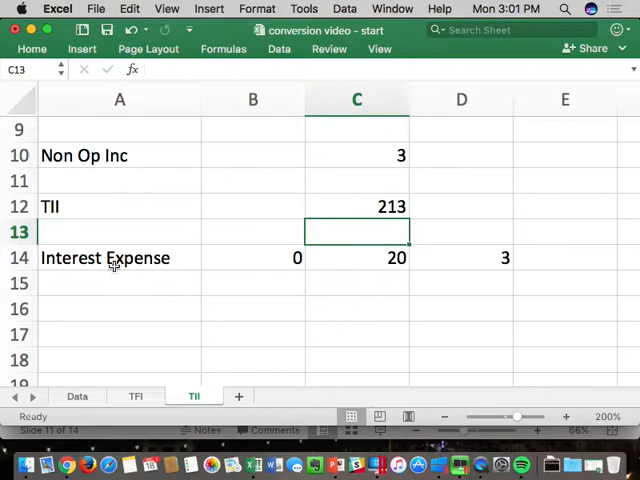 Excel File Edit View Insert Format Tools Data Window Help Mon 3:01 PM
conversion video - start
Search Sheet
Home Insert Page Layout Formulas Data Review View Share
C13 fx
A B C D E
9
10 Non Op Inc 3
11
12 TII 213
13
14 Interest Expense 0 20 3
15
16
17
18
19
Data TFI TII
Ready 200%
Slide 11 of 14 Notes Comments 66%
18